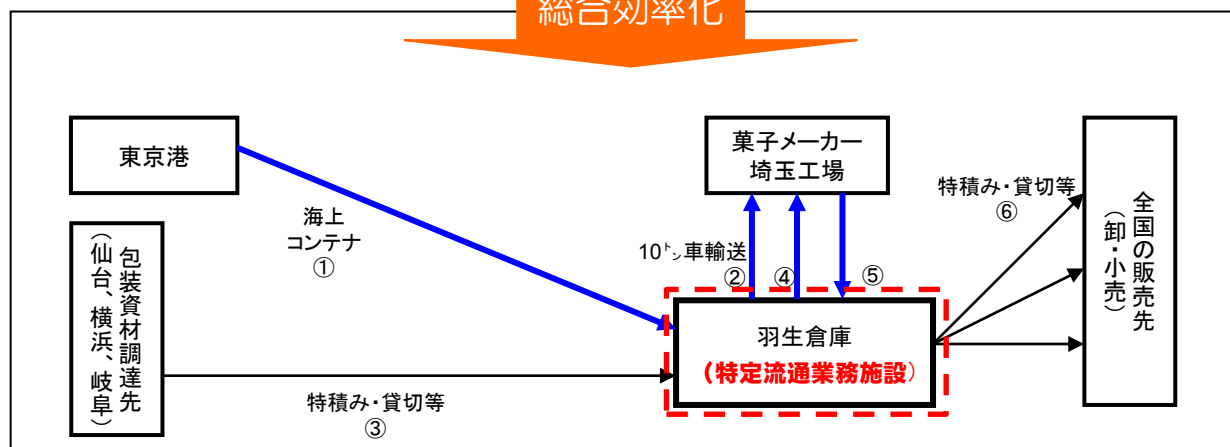 総合効率化
東京港
海上
コンテナ
①
包装資材調達先
(仙台、横浜、岐阜)
特積み・貸切等
③
菓子メーカー
埼玉工場
10㌧車輸送
②
④
⑤
羽生倉庫
(特定流通業務施設)
特積み・貸切等
⑥
全国の販売先
(卸・小売)